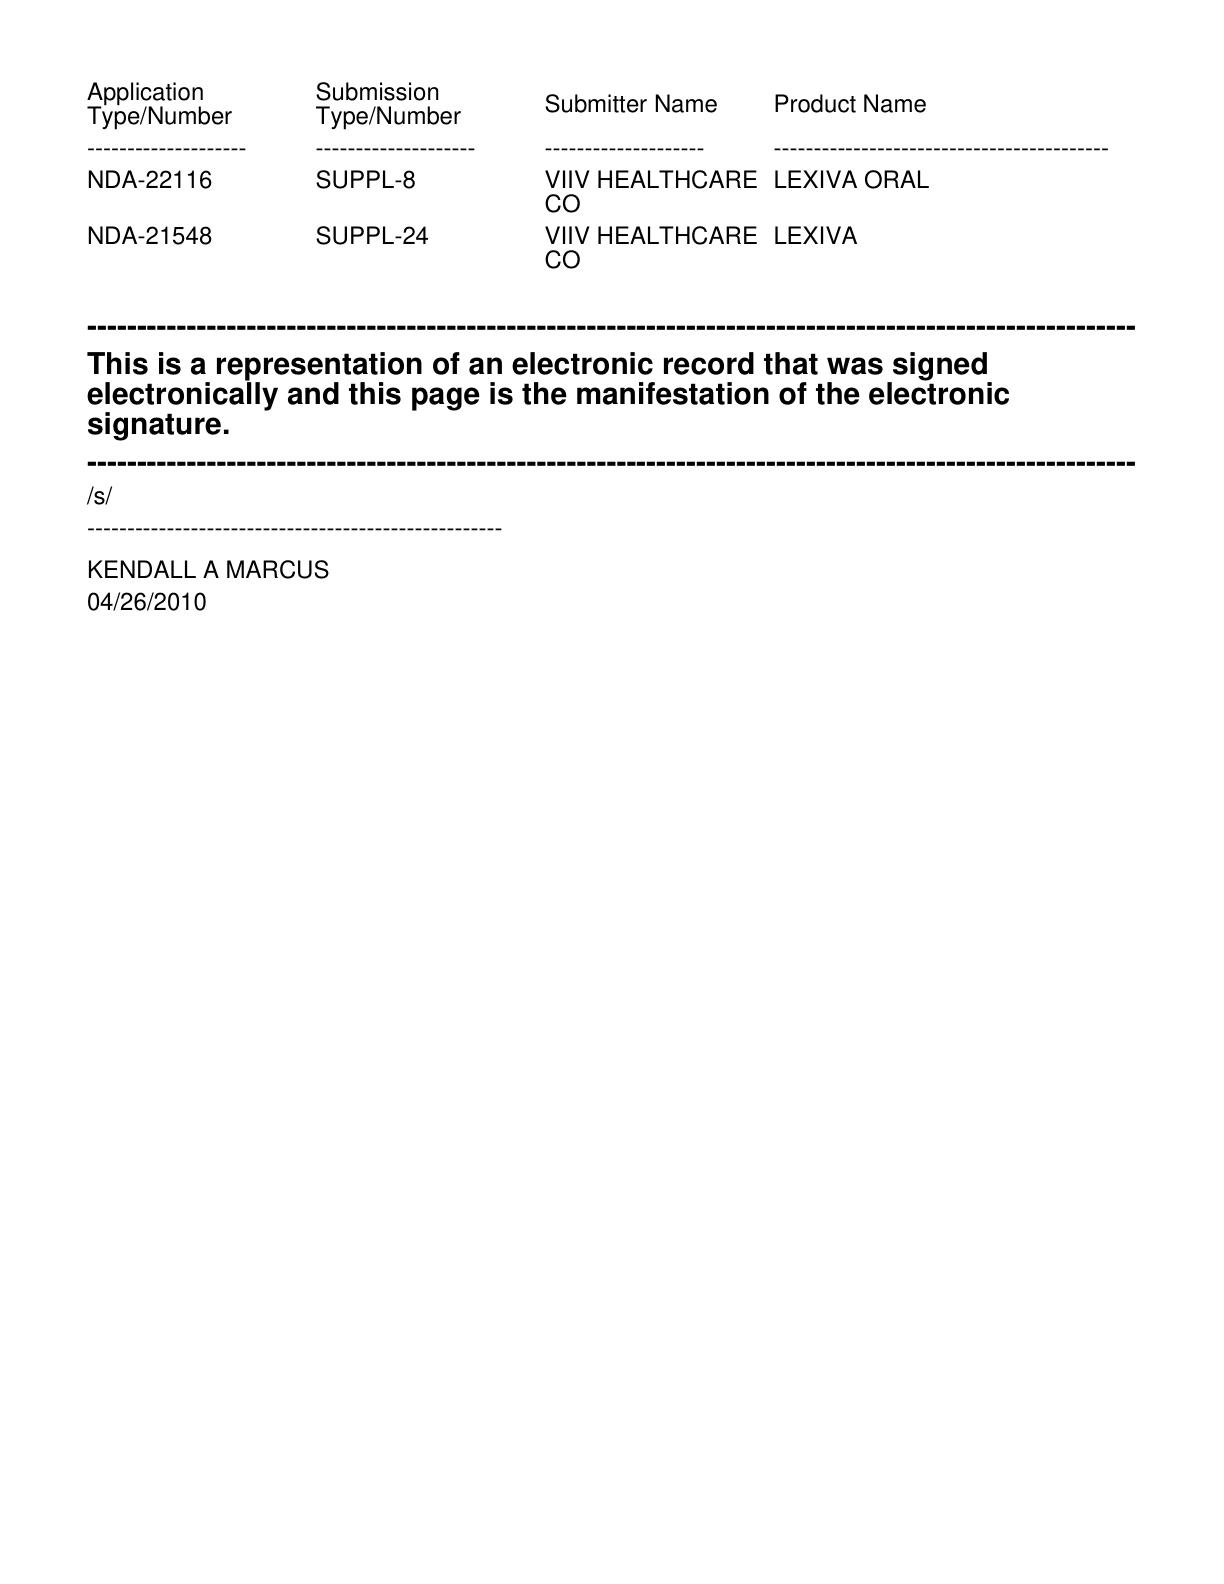 Application Type/Number Submission Type/Number Submitter Name Product Name
-------------------- -------------------- -------------------- ------------------------------------------
NDA-22116 SUPPL-8 VIIV HEALTHCARE CO LEXIVA ORAL
NDA-21548 SUPPL-24 VIIV HEALTHCARE CO LEXIVA
---------------------------------------------------------------------------------------------------------
This is a representation of an electronic record that was signed
electronically and this page is the manifestation of the electronic
signature.
---------------------------------------------------------------------------------------------------------
/s/
----------------------------------------------------
KENDALL A MARCUS
04/26/2010